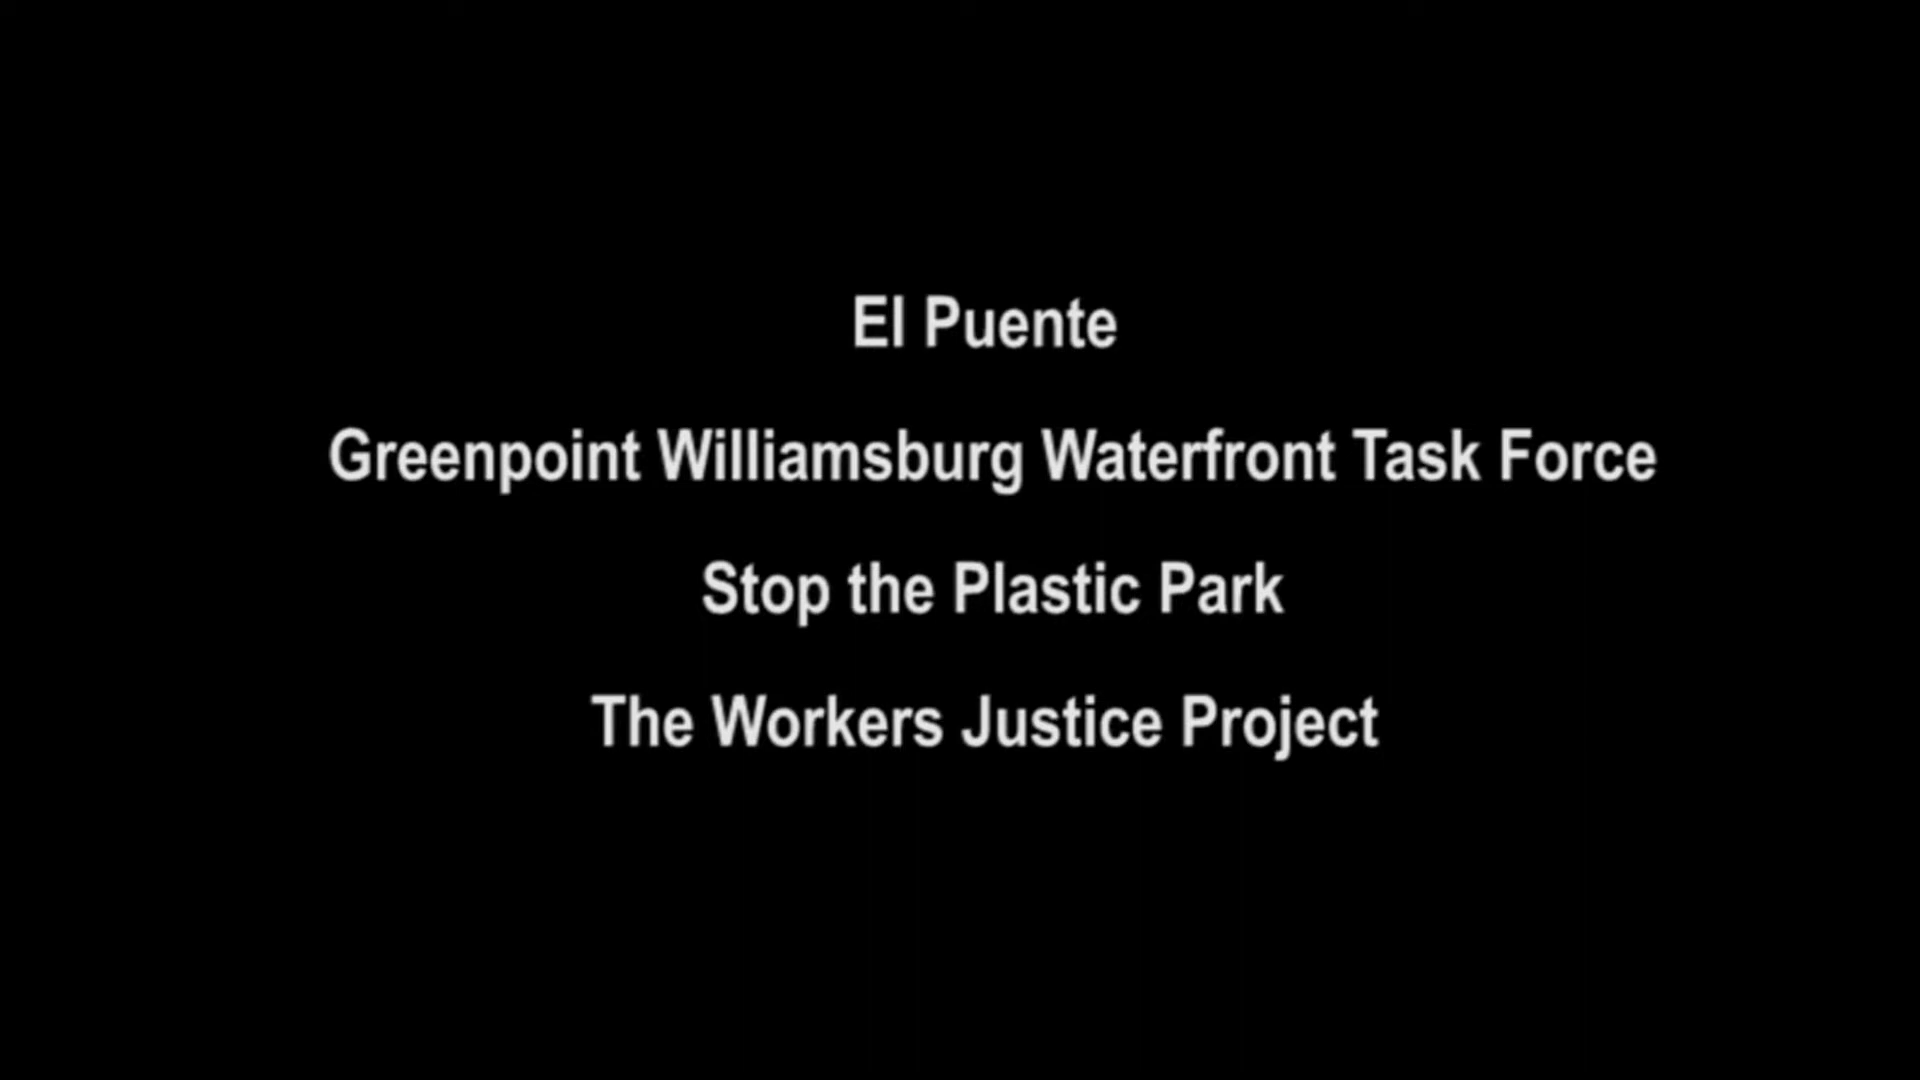 El Puente
Greenpoint Williamsburg Waterfront Task Force
Stop the Plastic Park
The Workers Justice Project